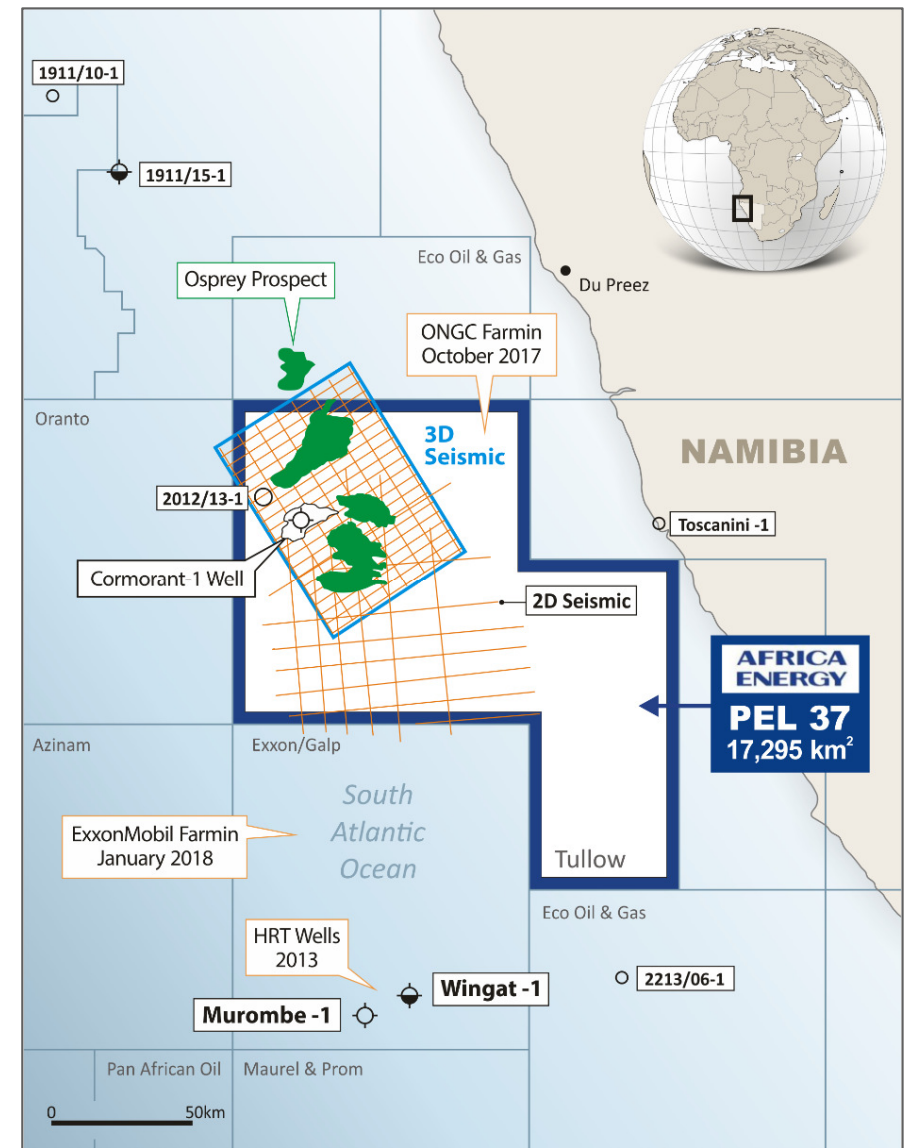 1911/10-1
1911/15-1
Eco Oil & Gas
Du Preez
Osprey Prospect
ONGC Farmin
October 2017
Oranto
3D
Seismic
NAMIBIA
2012/13-1
Toscanini -1
Cormorant-1 Well
2D Seismic
AFRICA
ENERGY
PEL 37
17,295 km²
Azinam
Exxon/Galp
South
Atlantic
Ocean
ExxonMobil Farmin
January 2018
Tullow
Eco Oil & Gas
HRT Wells
2013
Wingat -1
2213/06-1
Murombe -1
Pan African Oil
Maurel & Prom
0
50km